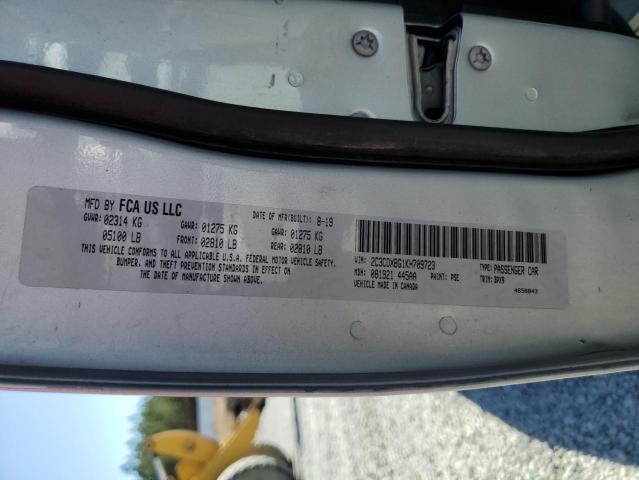 MFD BY FCA US LLC
DATE OF MFR(BUILT): 8-19
GVWR: 02314 KG
GAWR: 01275 KG
GAWR: 01275 KG
05100 LB
FRONT: 02810 LB
REAR: 02810 LB
THIS VEHICLE CONFORMS TO ALL APPLICABLE U.S.A. FEDERAL MOTOR VEHICLE SAFETY,
BUMPER, AND THEFT PREVENTION STANDARDS IN EFFECT ON
THE DATE OF MANUFACTURE SHOWN ABOVE.
VIN: 2C3CDXBG1KH709723
TYPE: PASSENGER CAR
MDH: 081921 445AA
PAINT: PSE
TRIM: BRX9
MADE IN CANADA
4650843